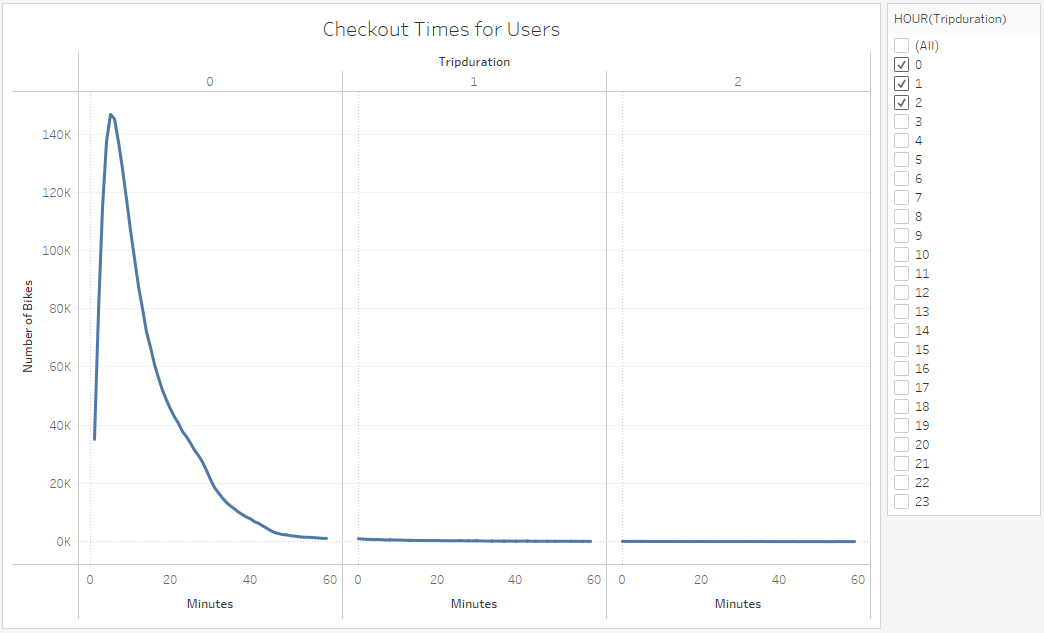 Checkout Times for Users
Tripduration
0 1 2
140K
120K
100K
80K
60K
40K
20K
0K
Number of Bikes
0 20 40 60 0 20 40 60 0 20 40 60
Minutes Minutes Minutes
HOUR(Tripduration)
(All)
0
1
2
3
4
5
6
7
8
9
10
11
12
13
14
15
16
17
18
19
20
21
22
23